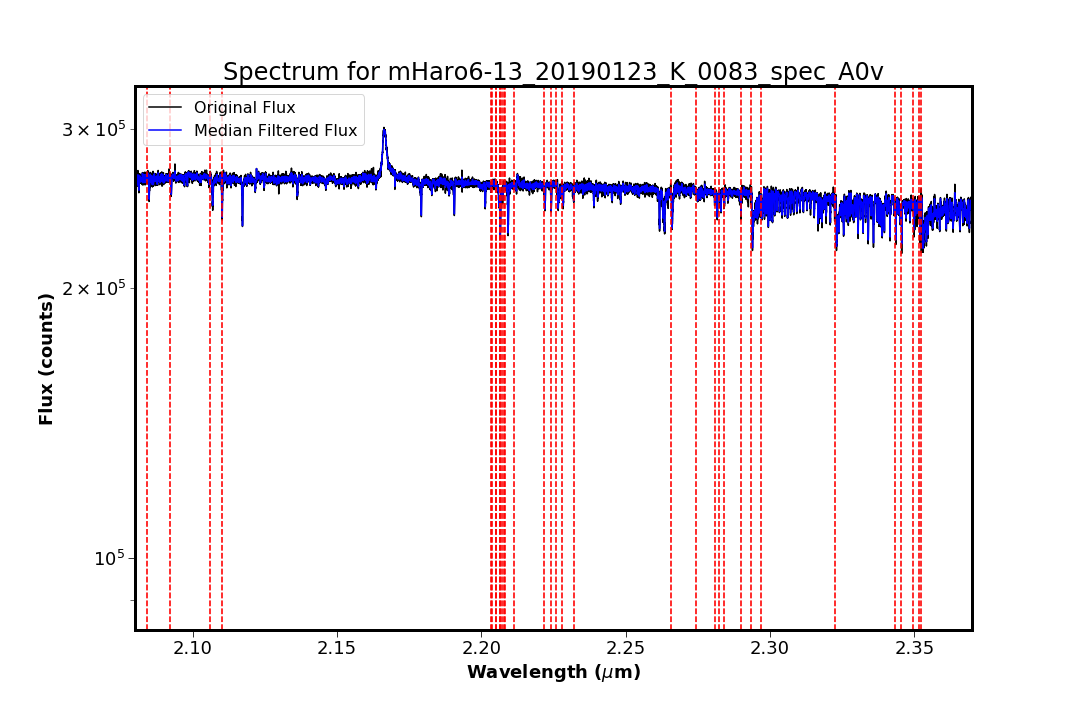 Spectrum for mHaro6-13_20190123_K_0083_spec_A0v
Original Flux
Median Filtered Flux
3 × 10⁵
2 × 10⁵
10⁵
Flux (counts)
2.10 2.15 2.20 2.25 2.30 2.35
Wavelength (μm)